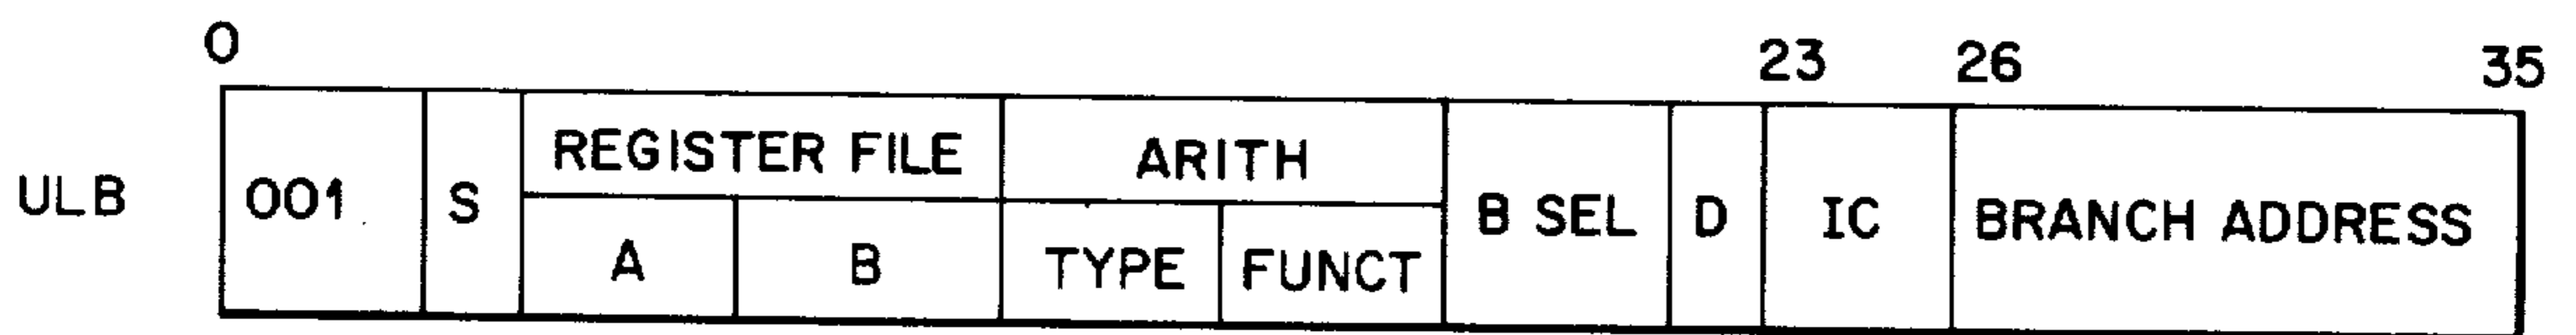 0 23 26 35
ULB 001 S REGISTER FILE ARITH B SEL D IC BRANCH ADDRESS
A B TYPE FUNCT